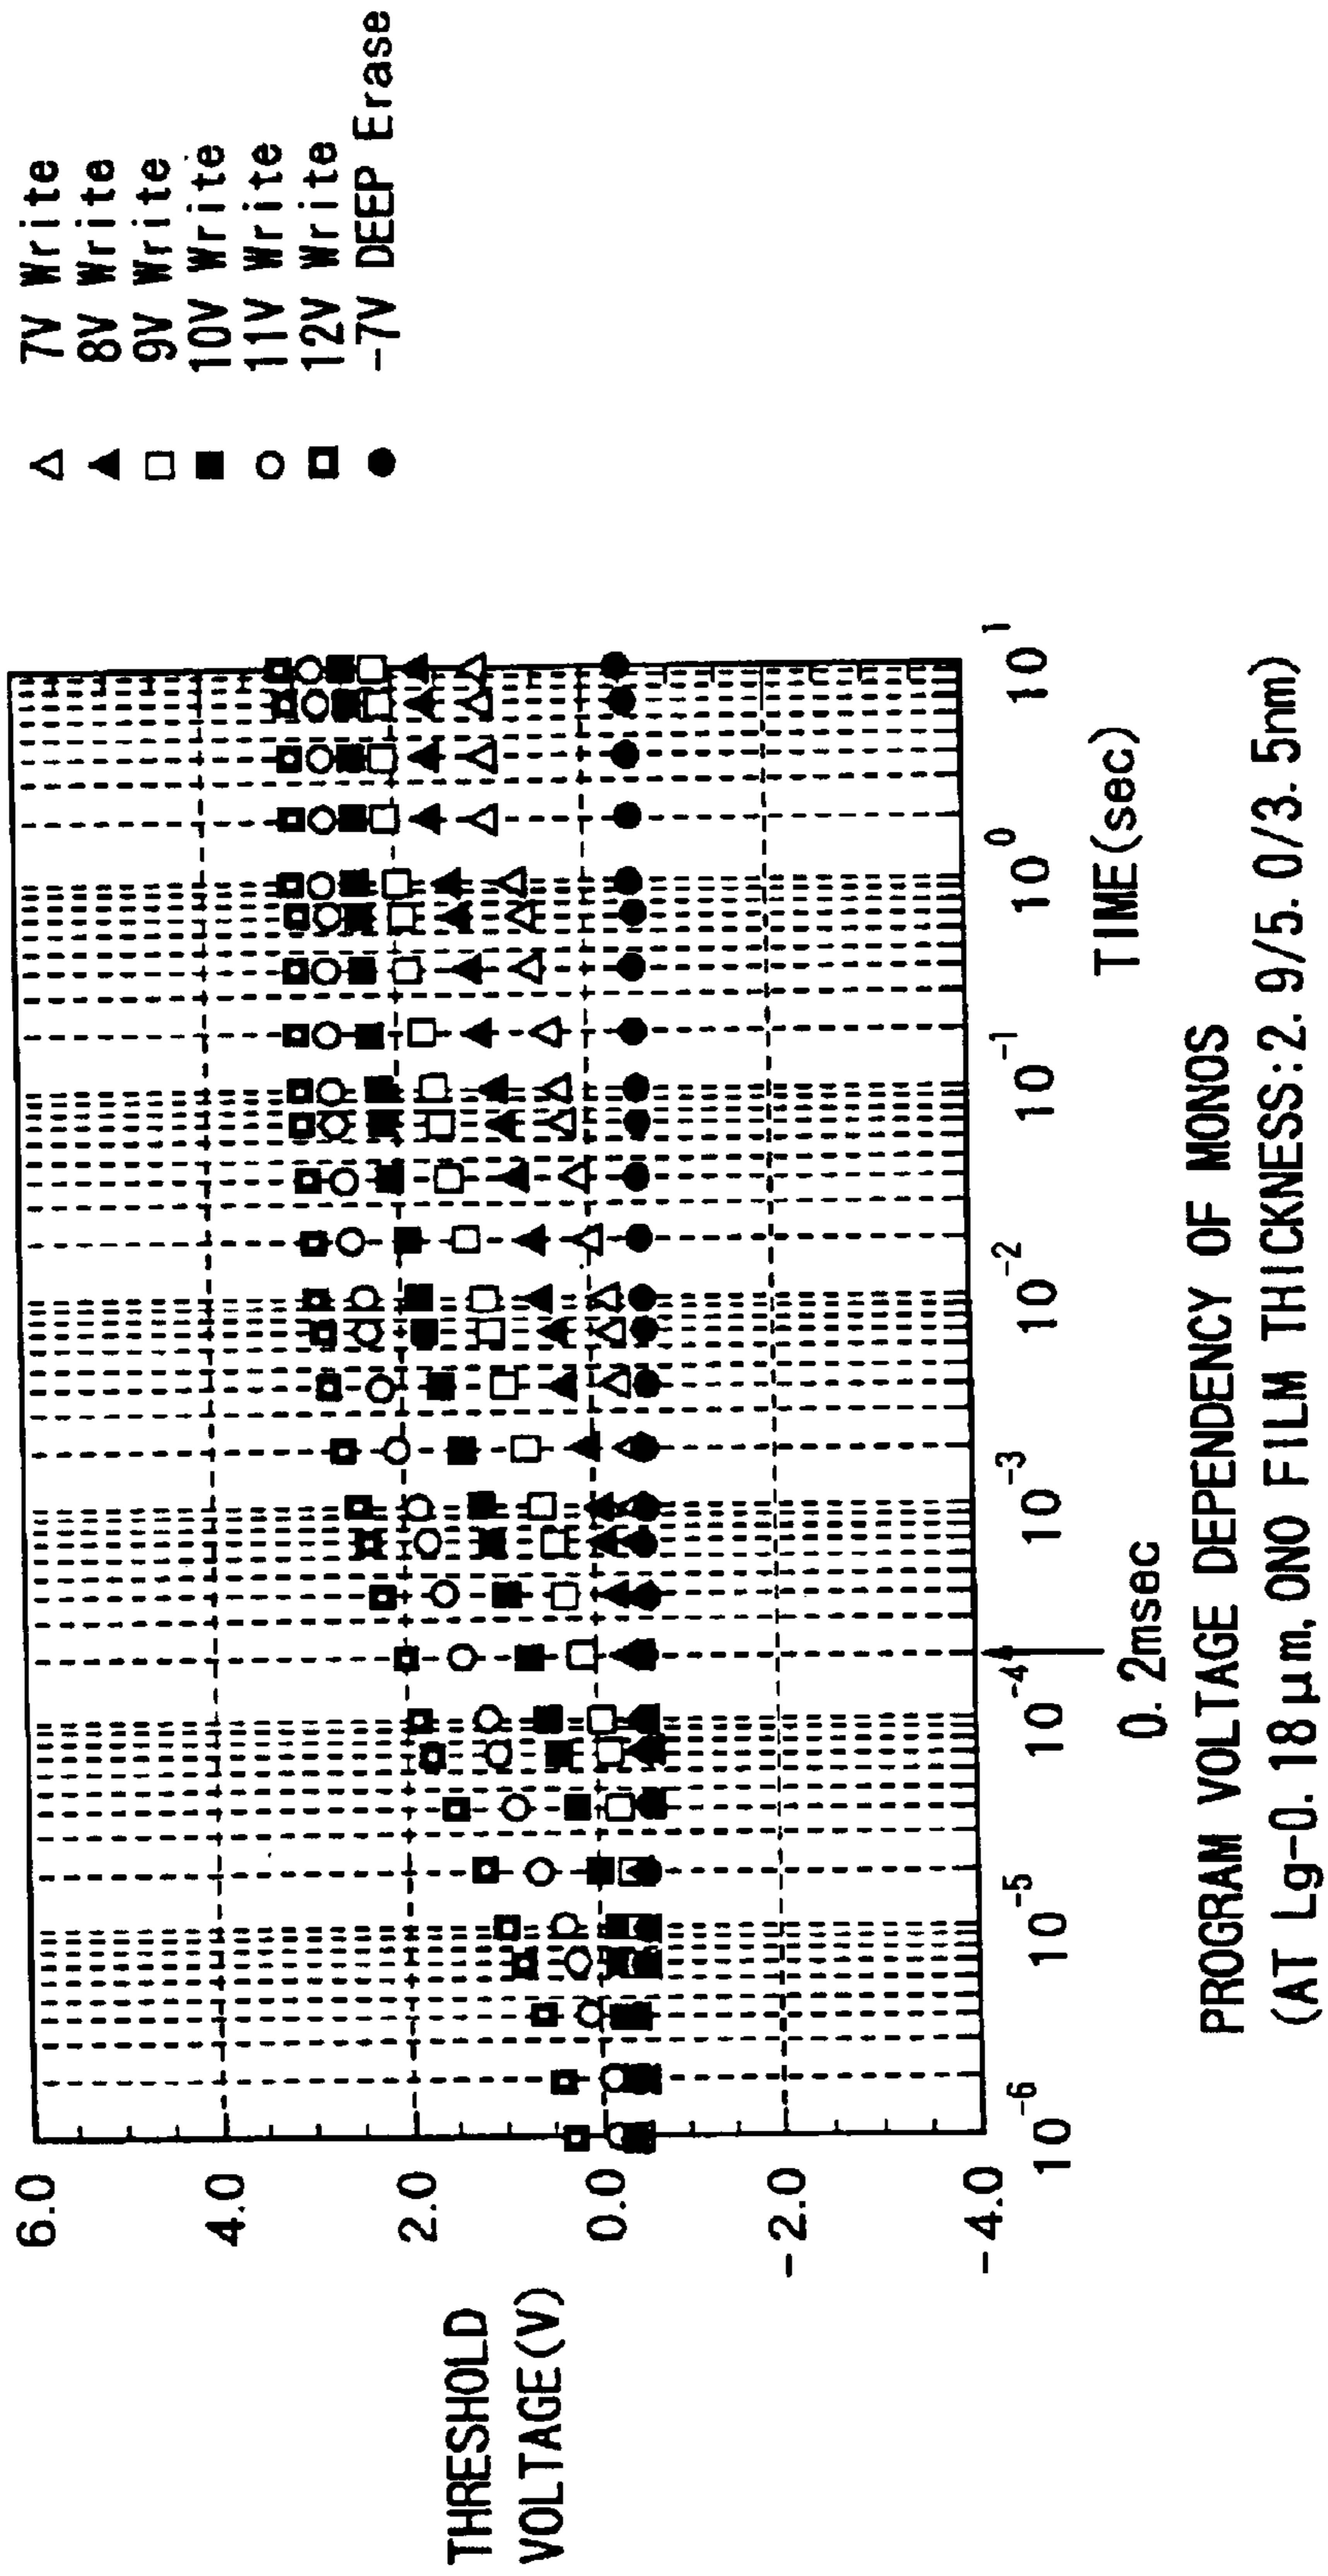 7V Write
8V Write
9V Write
10V Write
11V Write
12V Write
-7V DEEP Erase
6.0
4.0
2.0
0.0
-2.0
-4.0
THRESHOLD
VOLTAGE(V)
10-6
10-5
10-4
10-3
10-2
10-1
100
101
TIME(sec)
0.2msec
PROGRAM VOLTAGE DEPENDENCY OF MONOS
(AT Lg-0.18μm, ONO FILM THICKNESS:2.9/5.0/3.5nm)